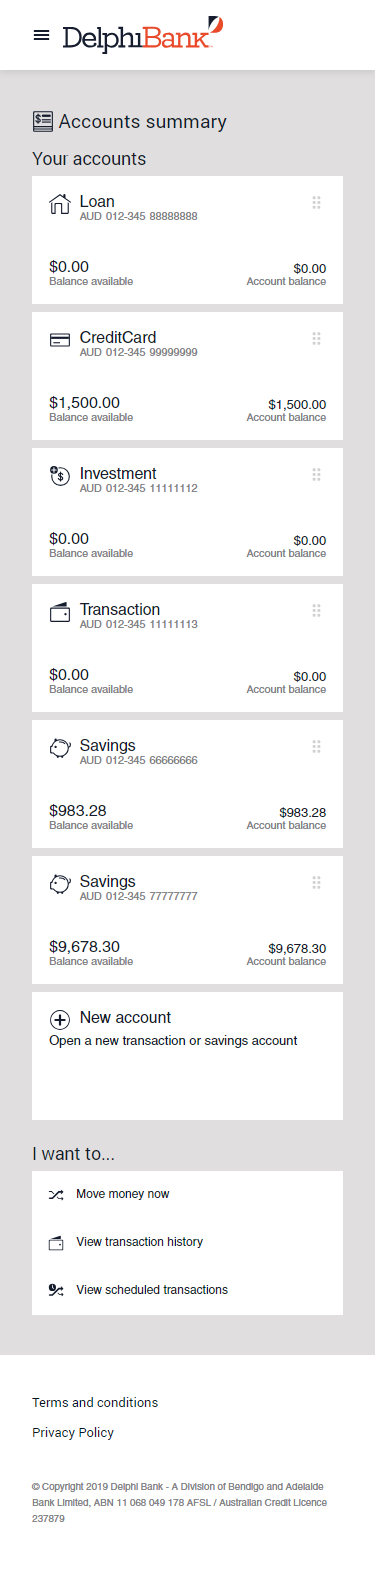 DelphiBank
Accounts summary
Your accounts
Loan
AUD 012-345 88888888
$0.00 $0.00
Balance available Account balance
CreditCard
AUD 012-345 99999999
$1,500.00 $1,500.00
Balance available Account balance
Investment
AUD 012-345 11111112
$0.00 $0.00
Balance available Account balance
Transaction
AUD 012-345 11111113
$0.00 $0.00
Balance available Account balance
Savings
AUD 012-345 66666666
$983.28 $983.28
Balance available Account balance
Savings
AUD 012-345 77777777
$9,678.30 $9,678.30
Balance available Account balance
New account
Open a new transaction or savings account
I want to...
Move money now
View transaction history
View scheduled transactions
Terms and conditions
Privacy Policy
© Copyright 2019 Delphi Bank - A Division of Bendigo and Adelaide
Bank Limited, ABN 11 068 049 178 AFSL / Australian Credit Licence
237879